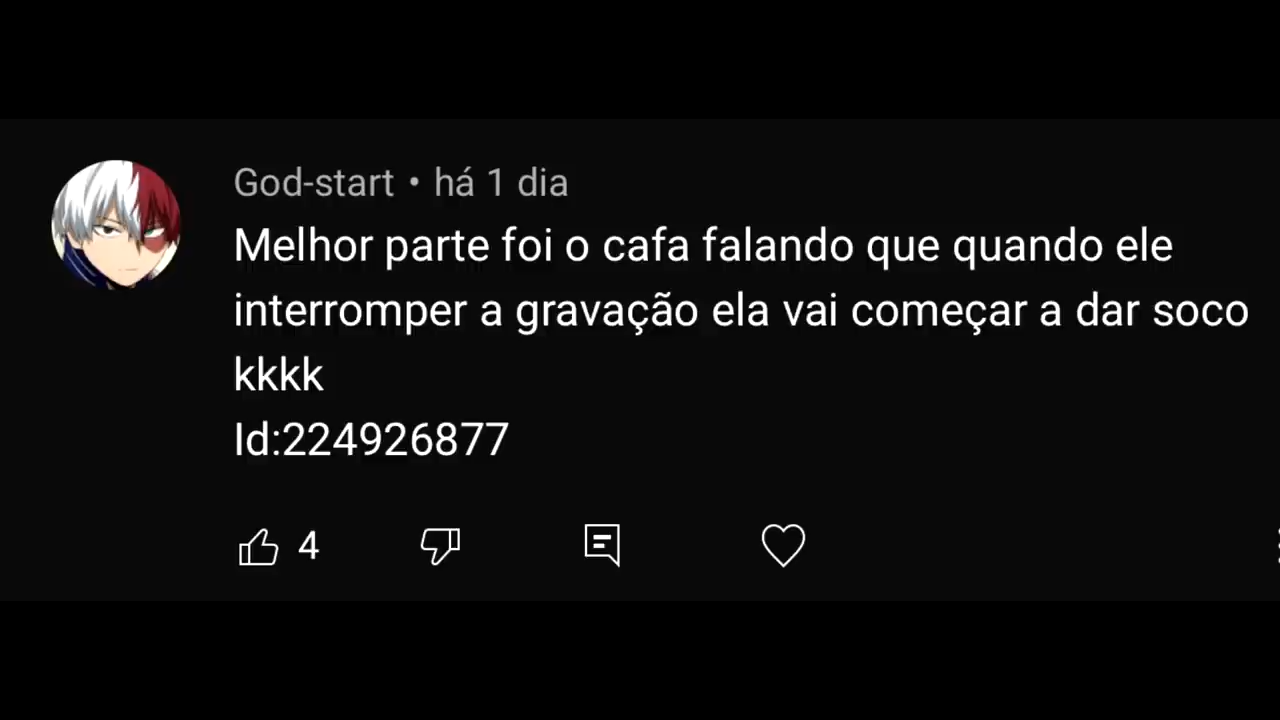 God-start • há 1 dia
Melhor parte foi o cafa falando que quando ele
interromper a gravação ela vai começar a dar soco
kkkk
Id:224926877
4